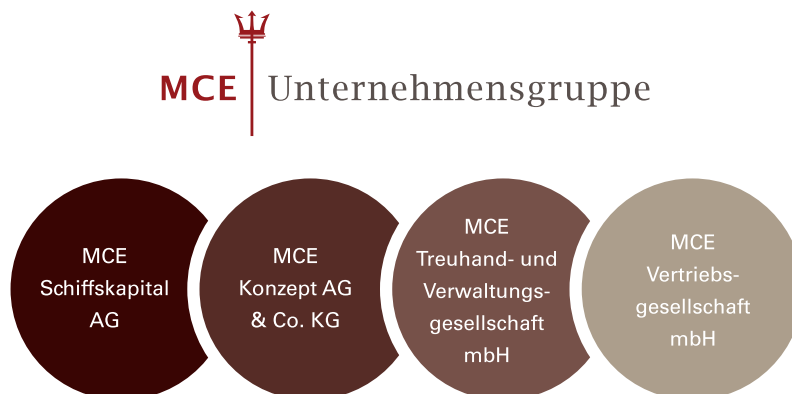 MCE Unternehmensgruppe
MCE
Schiffskapital
AG
MCE
Konzept AG
& Co. KG
MCE
Treuhand- und
Verwaltungs-
gesellschaft
mbH
MCE
Vertriebs-
gesellschaft
mbH